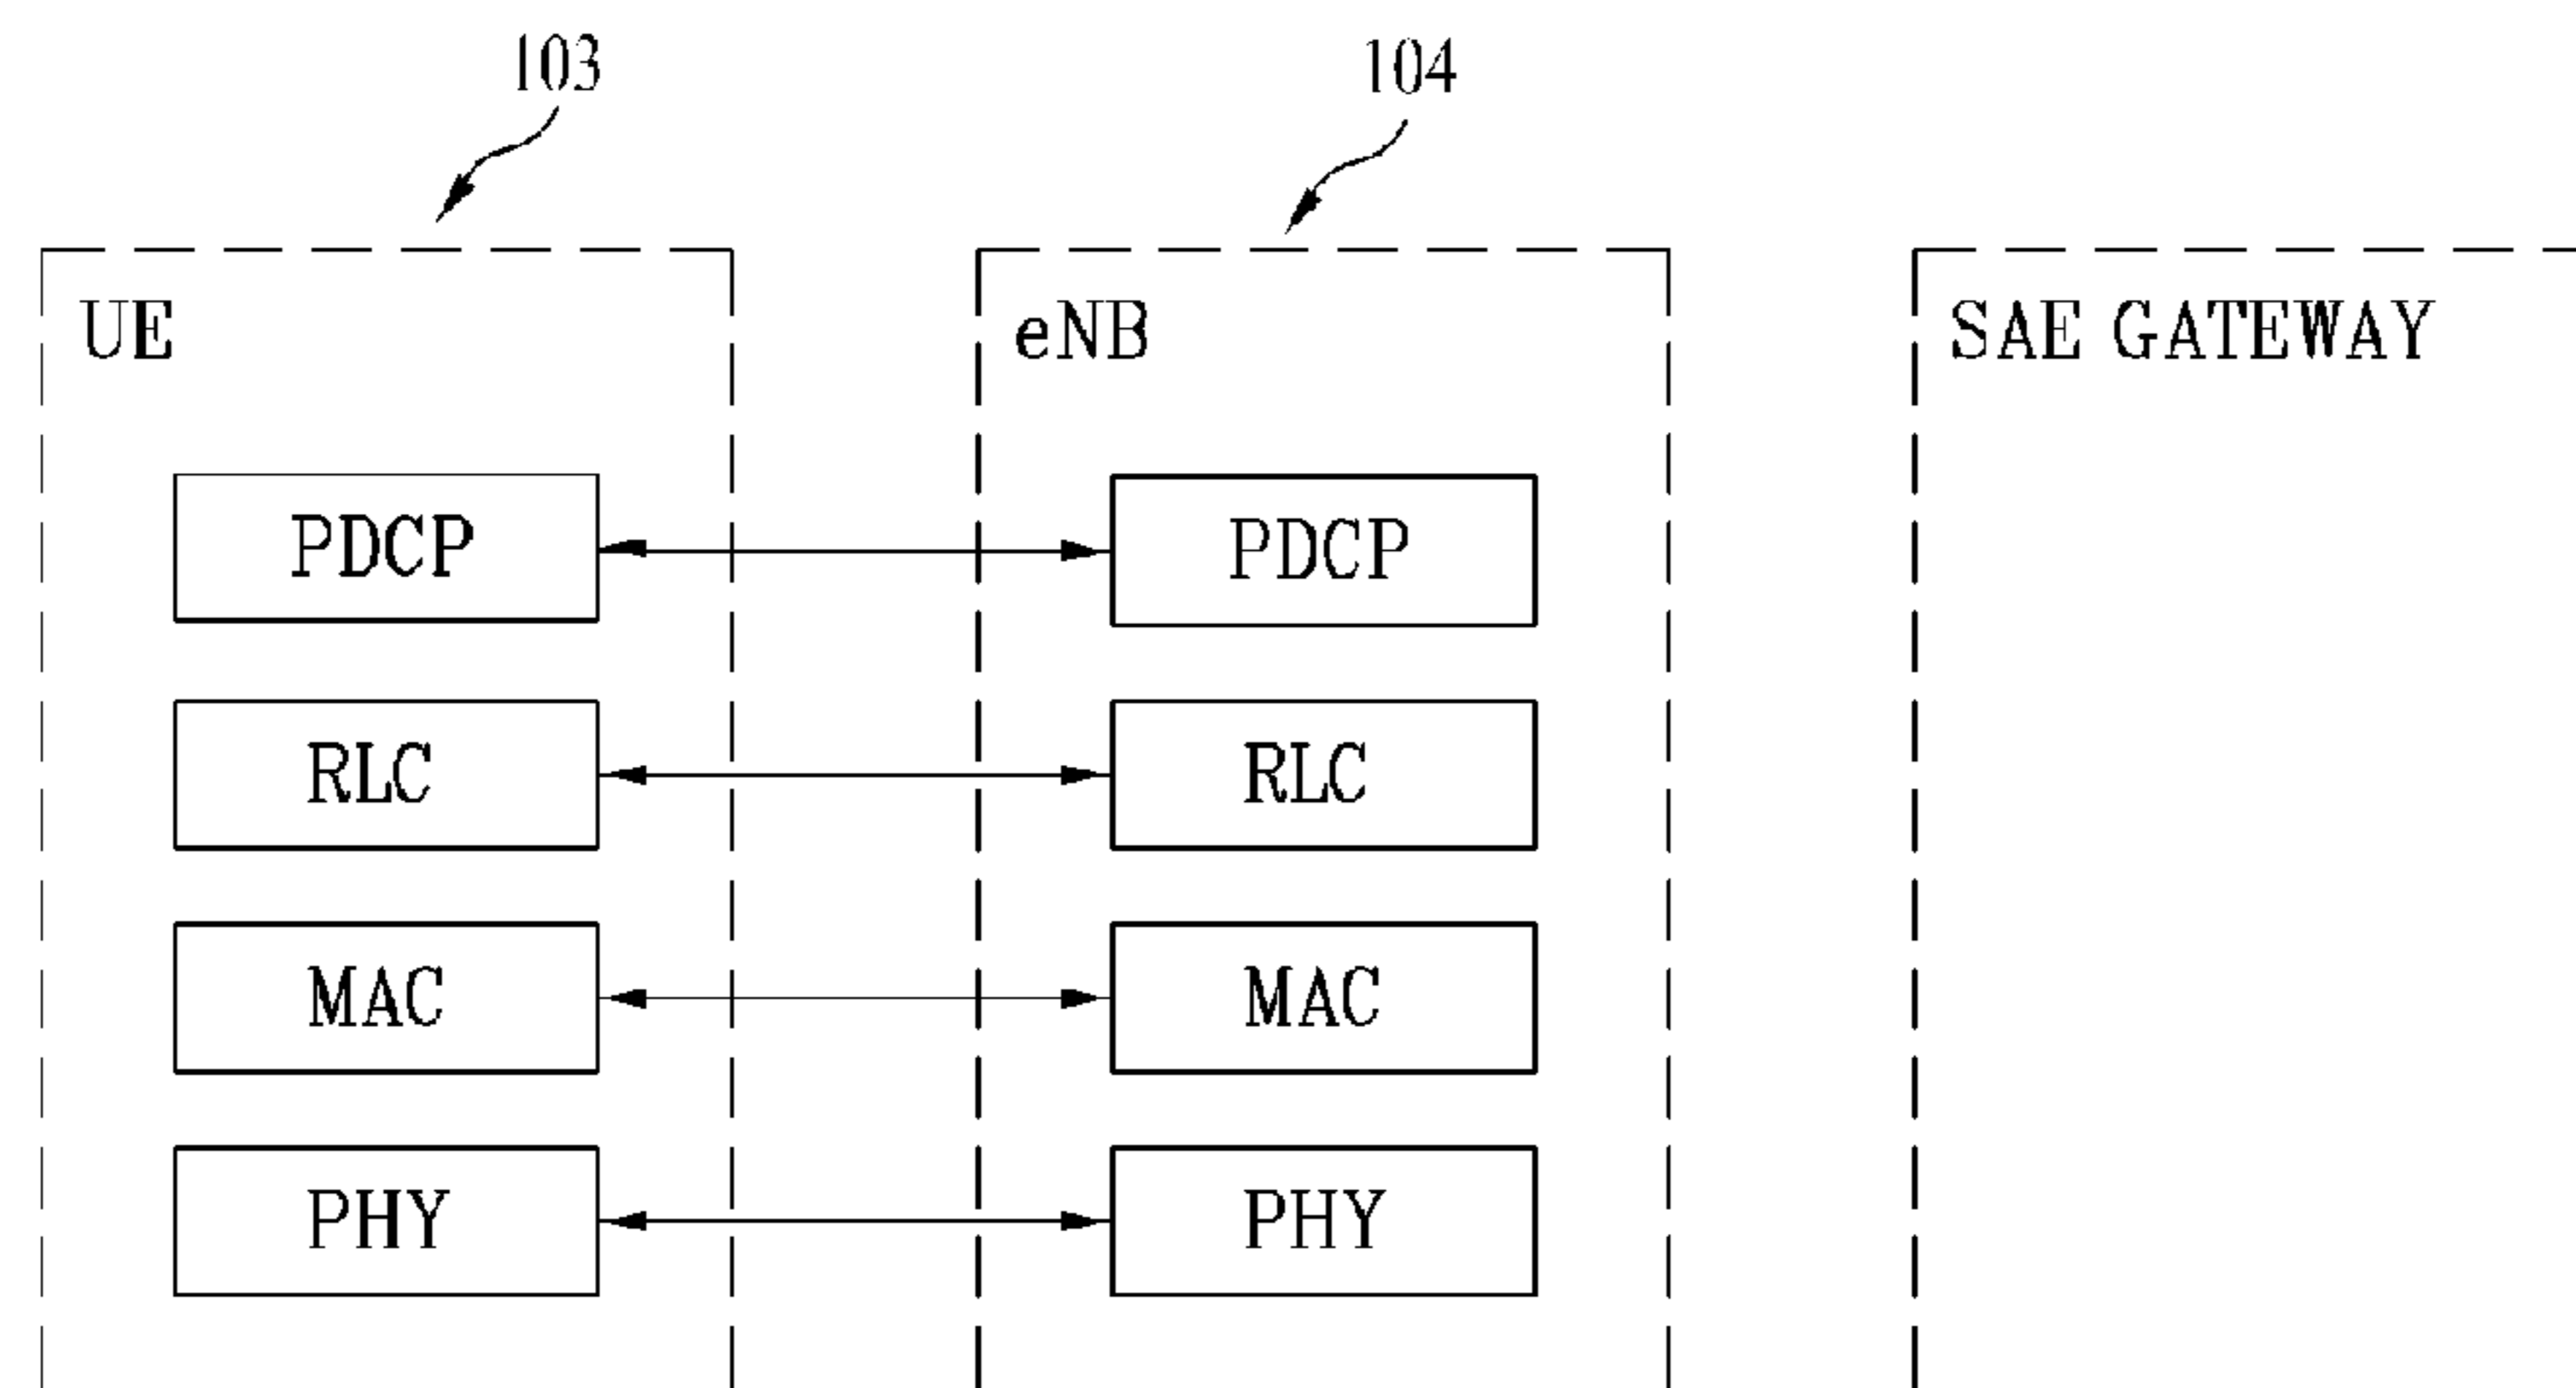 103
104
UE
eNB
SAE GATEWAY
PDCP
PDCP
RLC
RLC
MAC
MAC
PHY
PHY